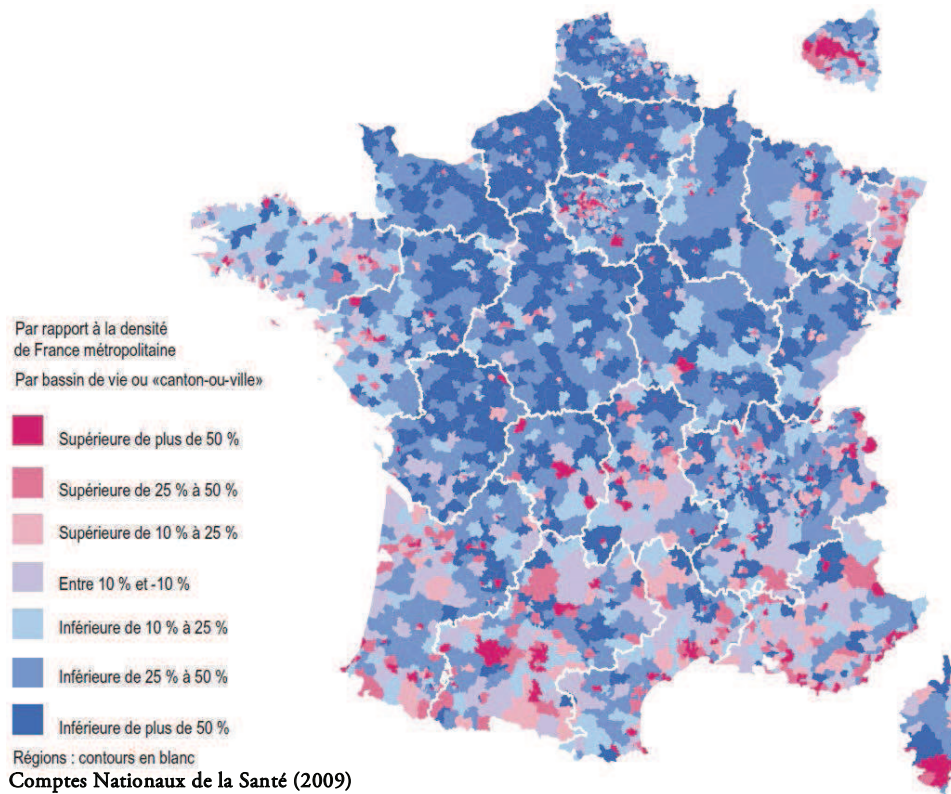 Par rapport à la densité
de France métropolitaine
Par bassin de vie ou «canton-ou-ville»
Supérieure de plus de 50 %
Supérieure de 25 % à 50 %
Supérieure de 10 % à 25 %
Entre 10 % et -10 %
Inférieure de 10 % à 25 %
Inférieure de 25 % à 50 %
Inférieure de plus de 50 %
Régions : contours en blanc
Comptes Nationaux de la Santé (2009)